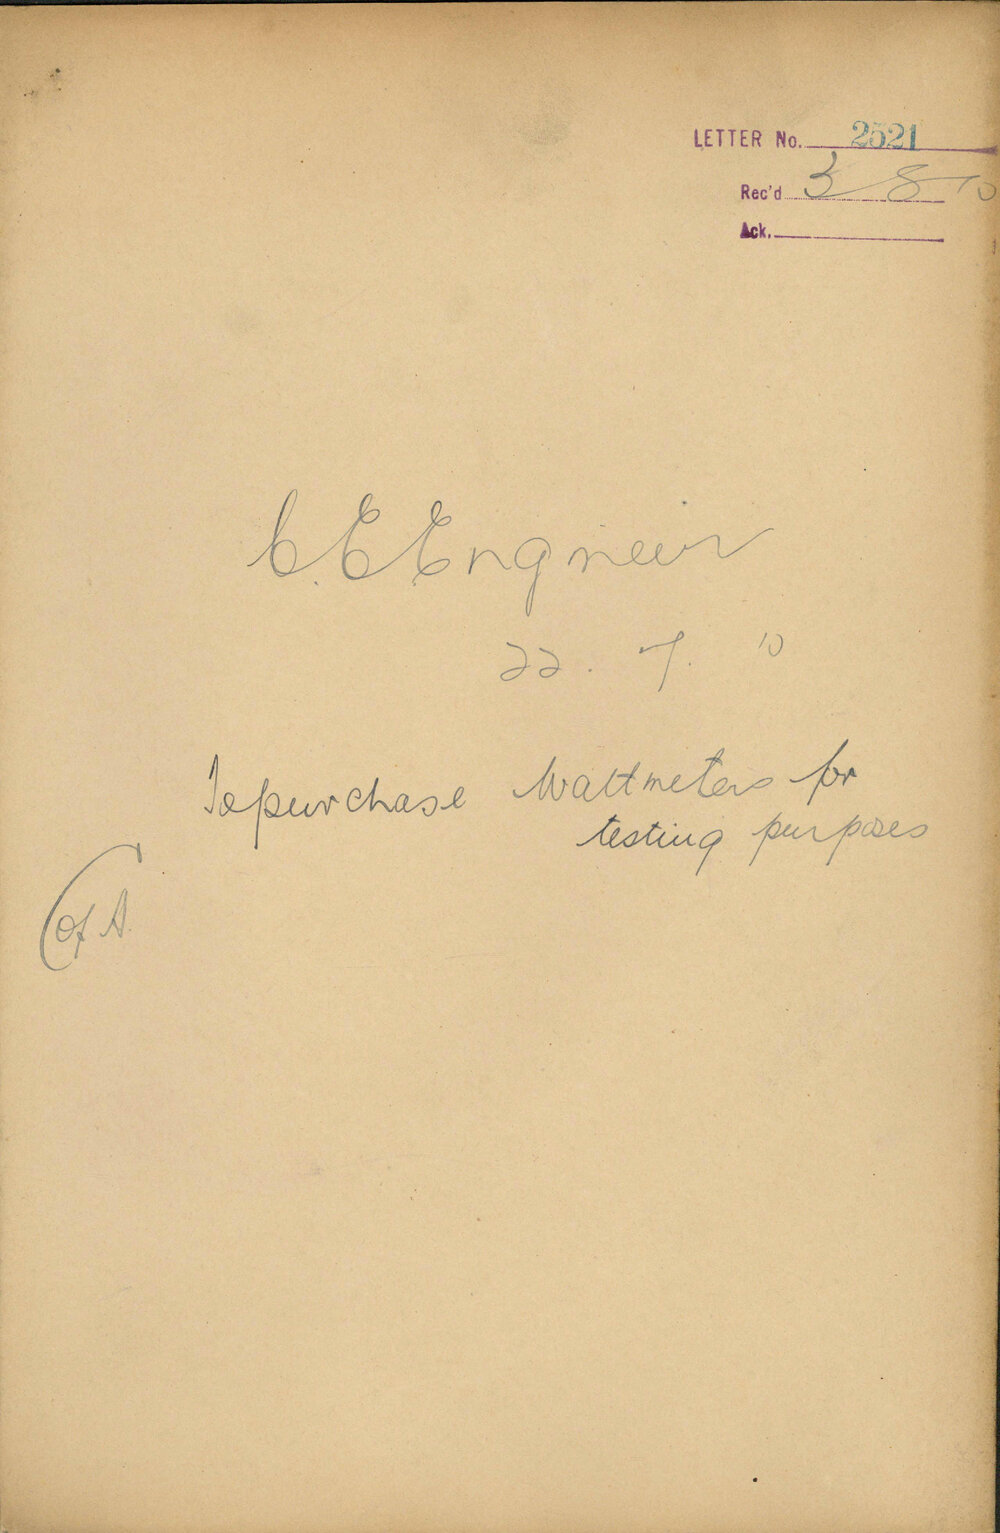 LETTER No. 2521
Rec'd 3 8 10
Ack.
C.E.Engineer
22. 7. 10
To purchase Wattmeters for
testing purposes
C of A.